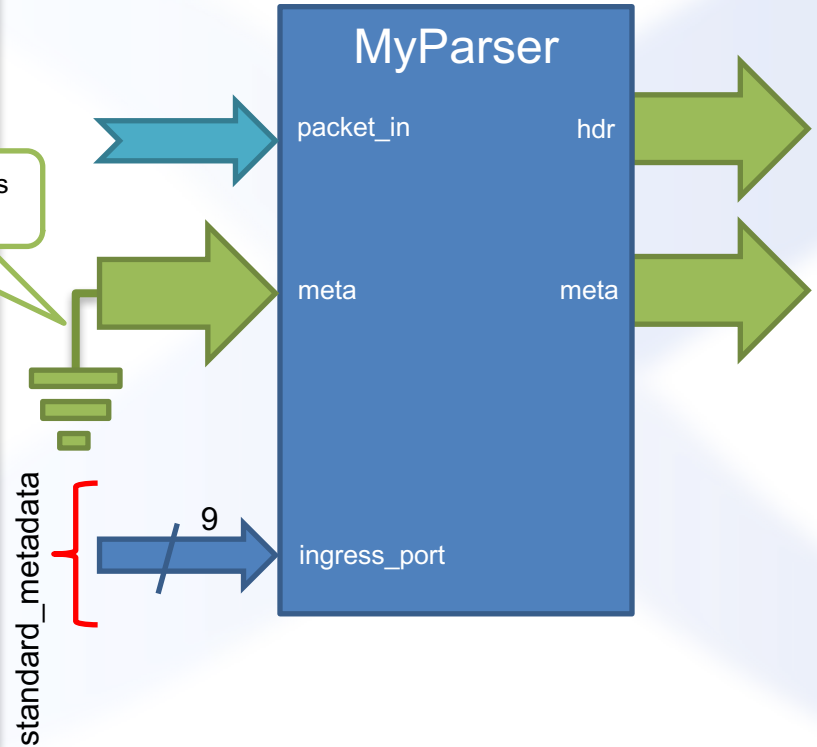 MyParser
packet_in
hdr
s
meta
meta
9
ingress_port
standard_metadata